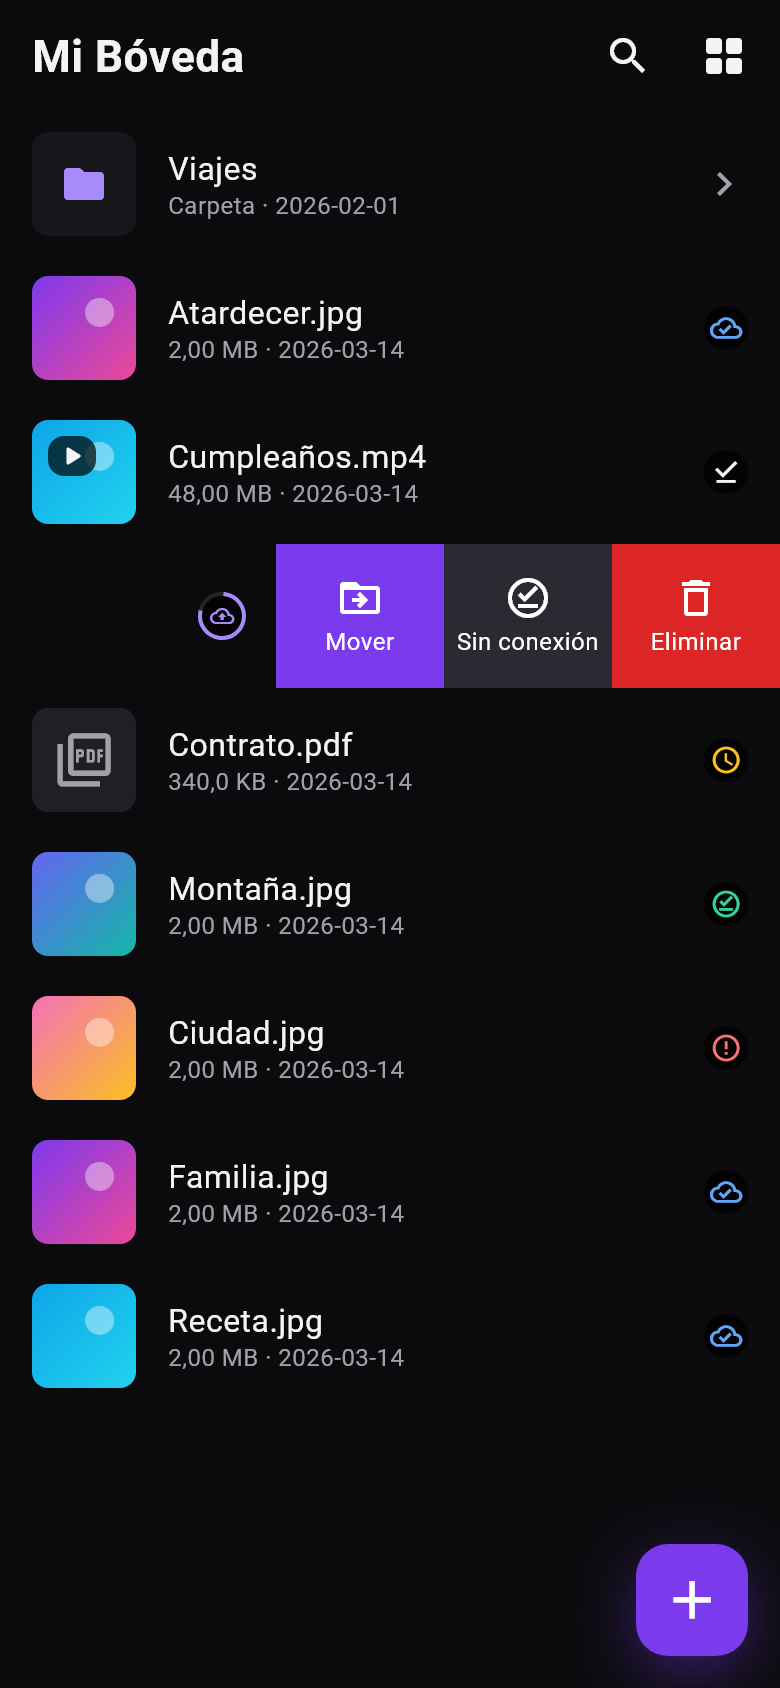 Mi Bóveda
Viajes
Carpeta · 2026-02-01
Atardecer.jpg
2,00 MB · 2026-03-14
Cumpleaños.mp4
48,00 MB · 2026-03-14
Mover
Sin conexión
Eliminar
PDF
Contrato.pdf
340,0 KB · 2026-03-14
Montaña.jpg
2,00 MB · 2026-03-14
Ciudad.jpg
2,00 MB · 2026-03-14
Familia.jpg
2,00 MB · 2026-03-14
Receta.jpg
2,00 MB · 2026-03-14